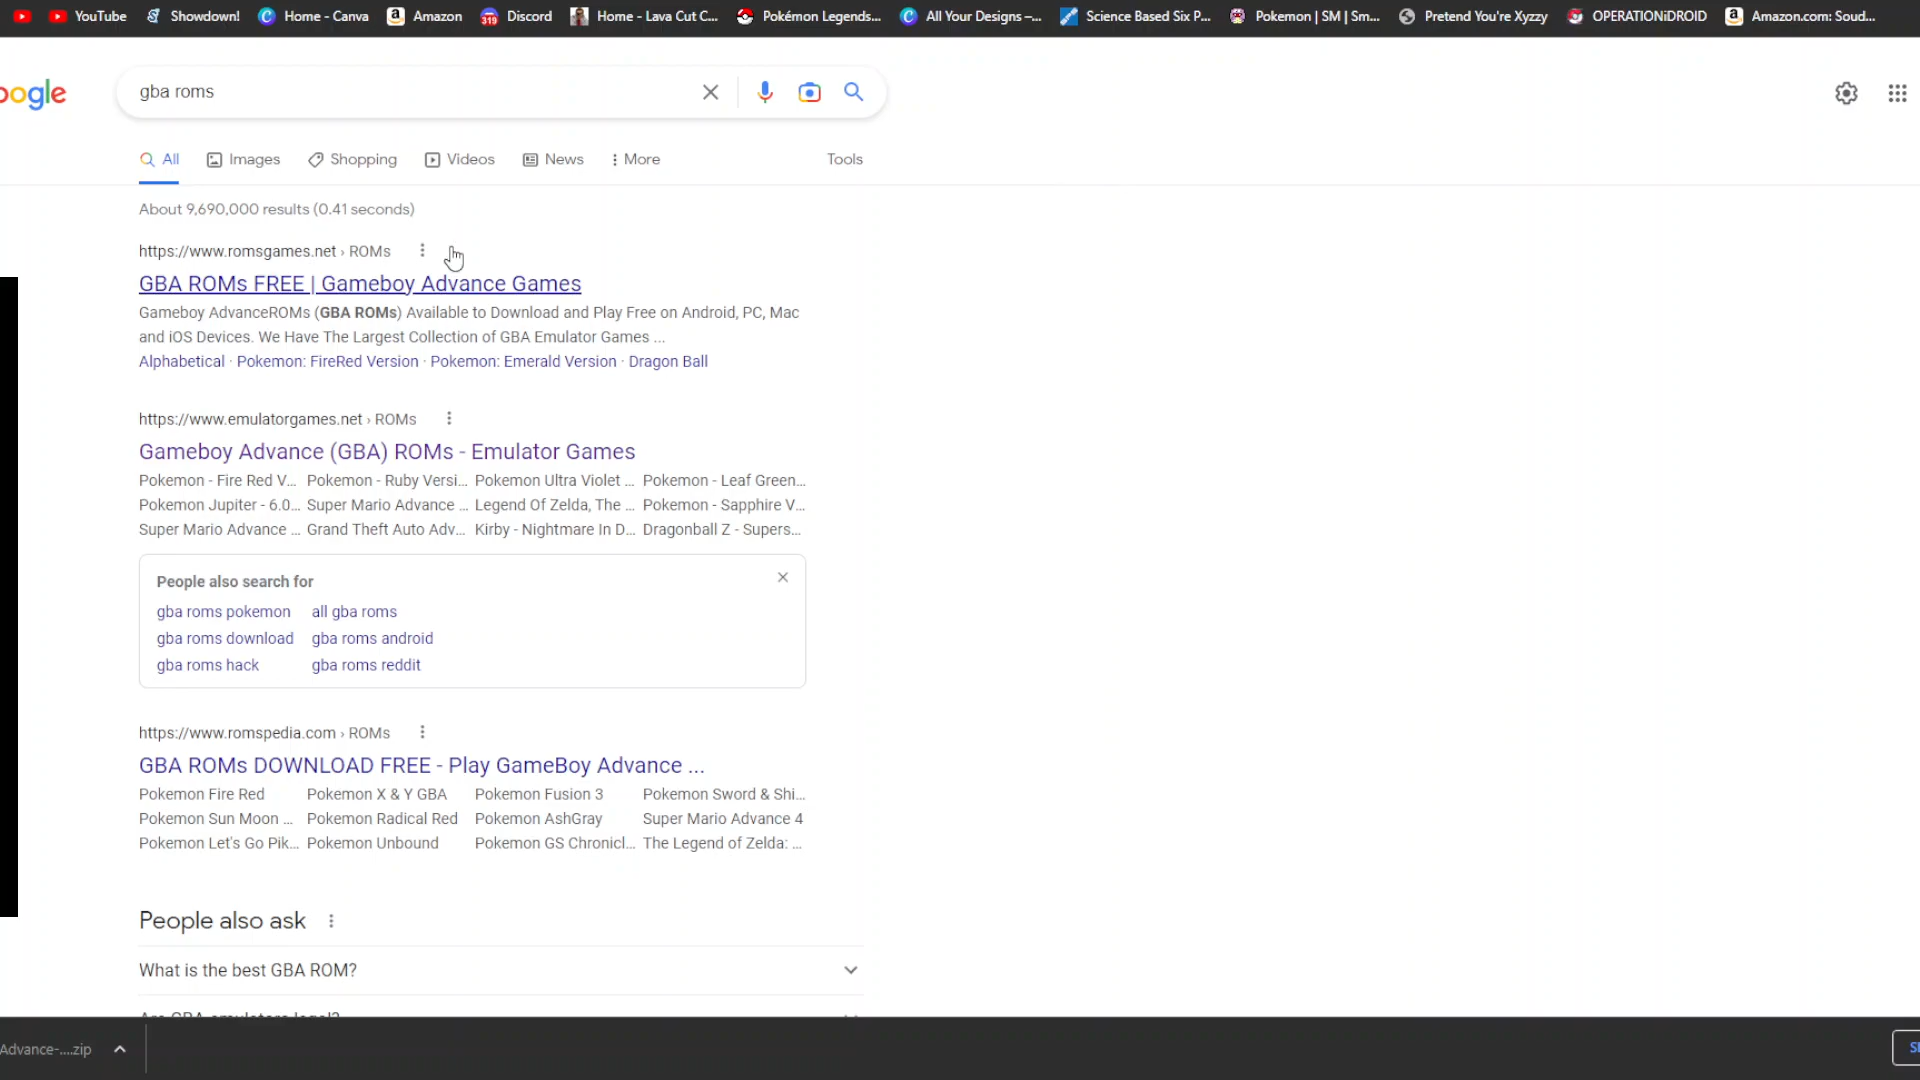 YouTube Showdown! Home - Canva Amazon 319 Discord Home - Lava Cut C... Pokémon Legends... All Your Designs –... Science Based Six P... Pokemon | SM | Sm... Pretend You're Xyzzy OPERATIONiDROID Amazon.com: Soud...
oogle gba roms
All Images Shopping Videos News More Tools
About 9,690,000 results (0.41 seconds)
https://www.romsgames.net › ROMs
GBA ROMs FREE | Gameboy Advance Games
Gameboy AdvanceROMs (GBA ROMs) Available to Download and Play Free on Android, PC, Mac
and iOS Devices. We Have The Largest Collection of GBA Emulator Games ...
Alphabetical · Pokemon: FireRed Version · Pokemon: Emerald Version · Dragon Ball
https://www.emulatorgames.net › ROMs
Gameboy Advance (GBA) ROMs - Emulator Games
Pokemon - Fire Red V... Pokemon - Ruby Versi... Pokemon Ultra Violet ... Pokemon - Leaf Green...
Pokemon Jupiter - 6.0... Super Mario Advance ... Legend Of Zelda, The ... Pokemon - Sapphire V...
Super Mario Advance ... Grand Theft Auto Adv... Kirby - Nightmare In D... Dragonball Z - Supers...
People also search for
gba roms pokemon all gba roms
gba roms download gba roms android
gba roms hack gba roms reddit
https://www.romspedia.com › ROMs
GBA ROMs DOWNLOAD FREE - Play GameBoy Advance ...
Pokemon Fire Red Pokemon X & Y GBA Pokemon Fusion 3 Pokemon Sword & Shi...
Pokemon Sun Moon ... Pokemon Radical Red Pokemon AshGray Super Mario Advance 4
Pokemon Let's Go Pik... Pokemon Unbound Pokemon GS Chronicl... The Legend of Zelda: ...
People also ask
What is the best GBA ROM?
Are GBA emulators legal?
Advance-....zip